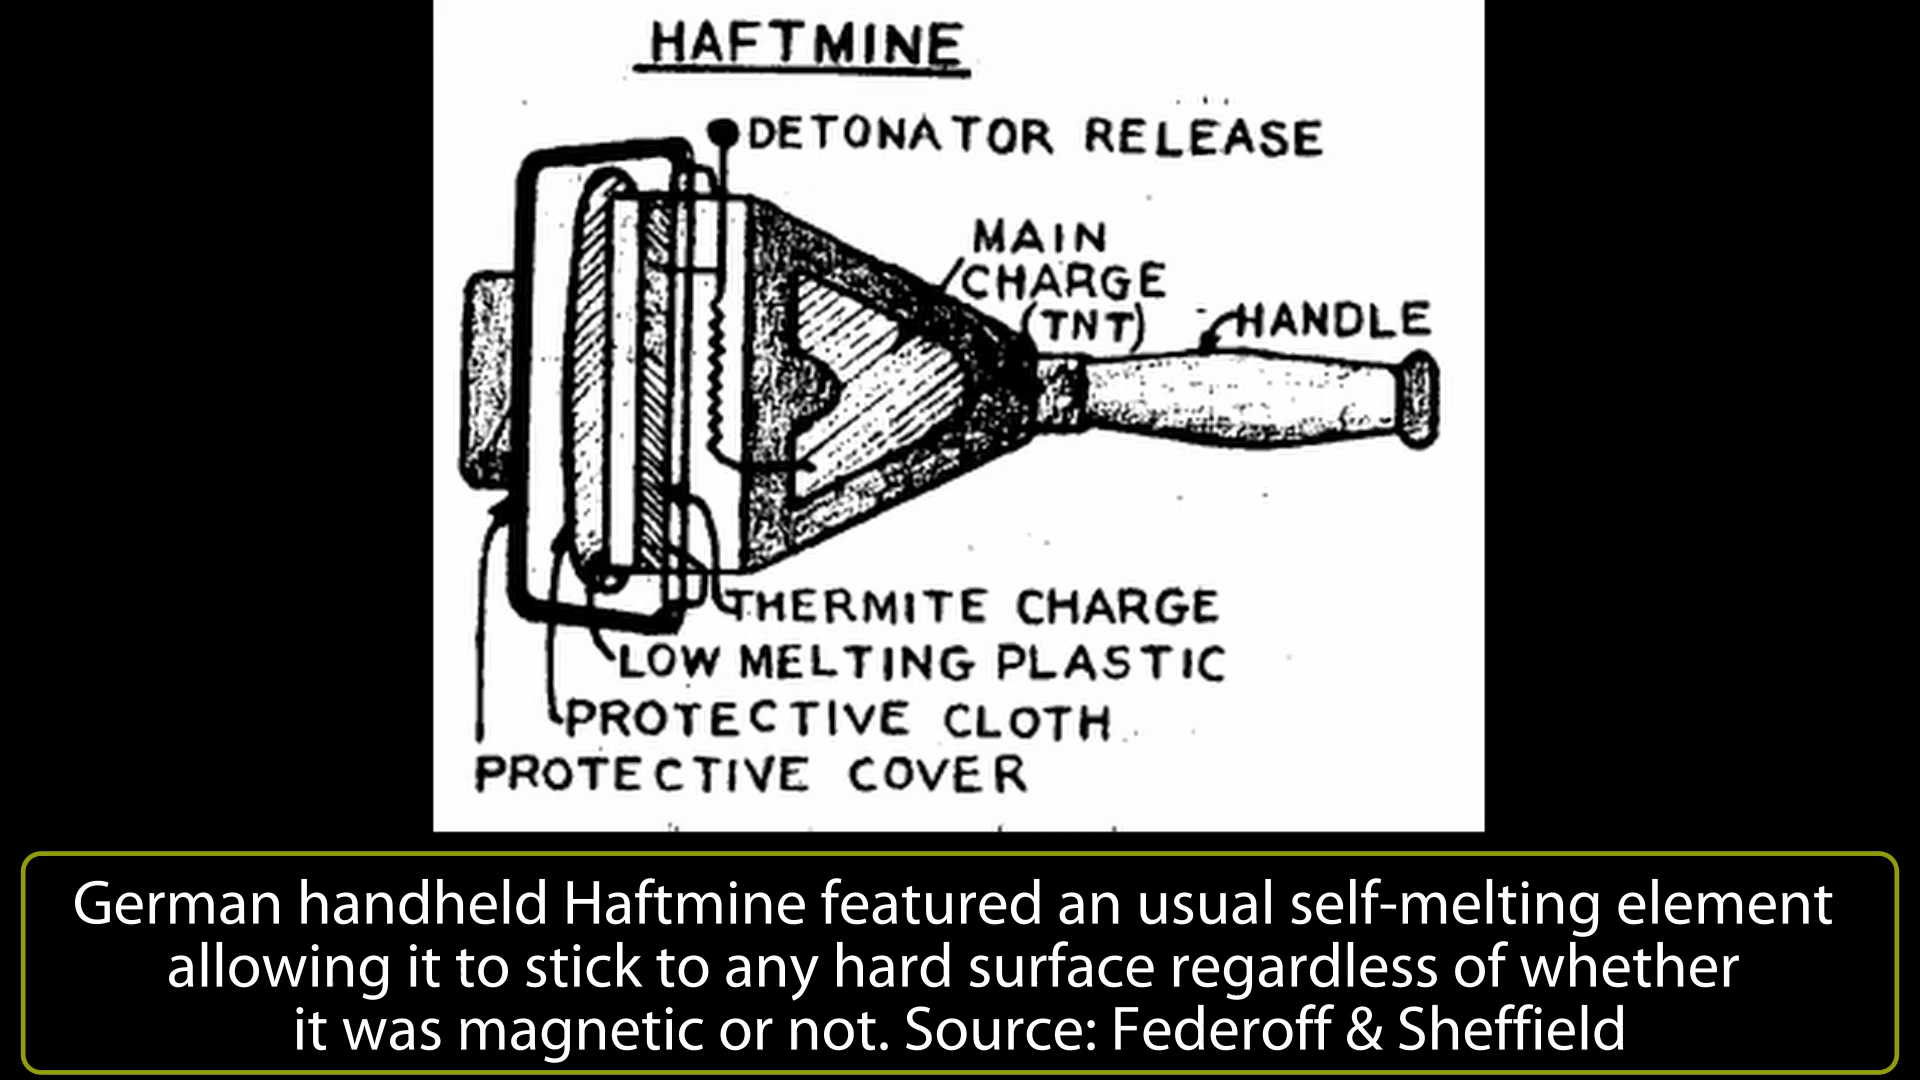 HAFTMINE
DETONATOR RELEASE
MAIN
CHARGE
(TNT)
HANDLE
THERMITE CHARGE
LOW MELTING PLASTIC
PROTECTIVE CLOTH
PROTECTIVE COVER
German handheld Haftmine featured an usual self-melting element
allowing it to stick to any hard surface regardless of whether
it was magnetic or not. Source: Federoff & Sheffield